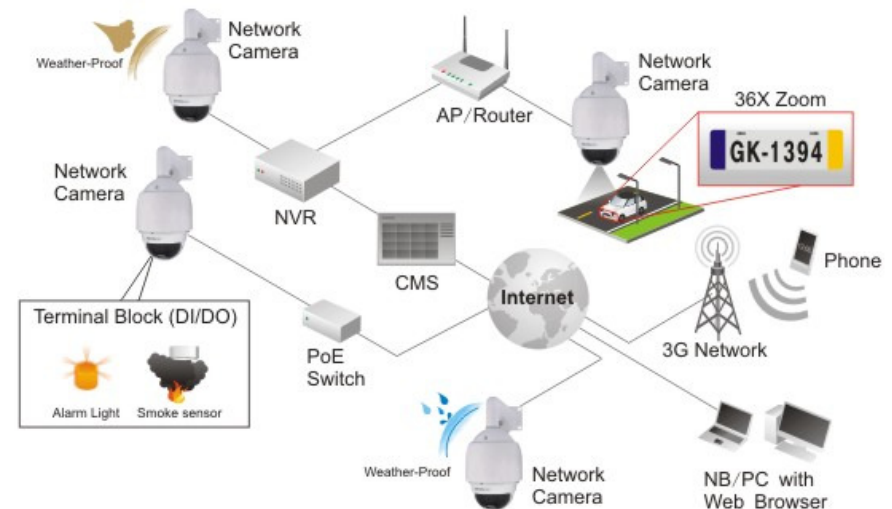 Network
Camera
Weather-Proof
AP/Router
Network
Camera
36X Zoom
GK-1394
Network
Camera
NVR
CMS
Internet
Phone
3G Network
Terminal Block (DI/DO)
Alarm Light
Smoke sensor
PoE
Switch
Weather-Proof
Network
Camera
NB/PC with
Web Browser